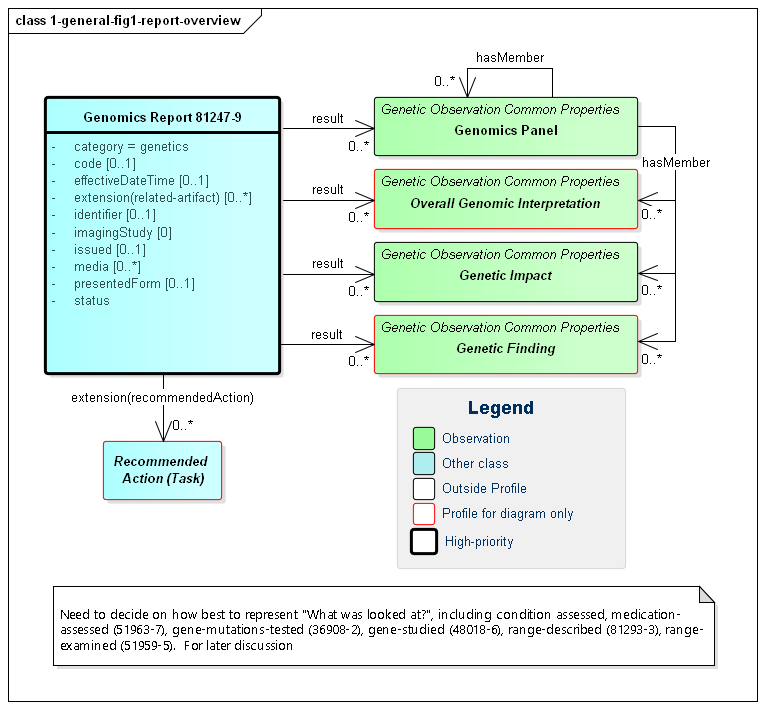 class 1-general-fig1-report-overview
Genomics Report 81247-9
- category = genetics
- code [0..1]
- effectiveDateTime [0..1]
- extension(related-artifact) [0..*]
- identifier [0..1]
- imagingStudy [0]
- issued [0..1]
- media [0..*]
- presentedForm [0..1]
- status
result
0..*
hasMember
0..*
Genetic Observation Common Properties
Genomics Panel
hasMember
result
0..*
Genetic Observation Common Properties
Overall Genomic Interpretation
0..*
result
0..*
Genetic Observation Common Properties
Genetic Impact
0..*
result
0..*
Genetic Observation Common Properties
Genetic Finding
0..*
extension(recommendedAction)
0..*
Recommended
Action (Task)
Legend
Observation
Other class
Outside Profile
Profile for diagram only
High-priority
Need to decide on how best to represent "What was looked at?", including condition assessed, medication-
assessed (51963-7), gene-mutations-tested (36908-2), gene-studied (48018-6), range-described (81293-3), range-
examined (51959-5).  For later discussion